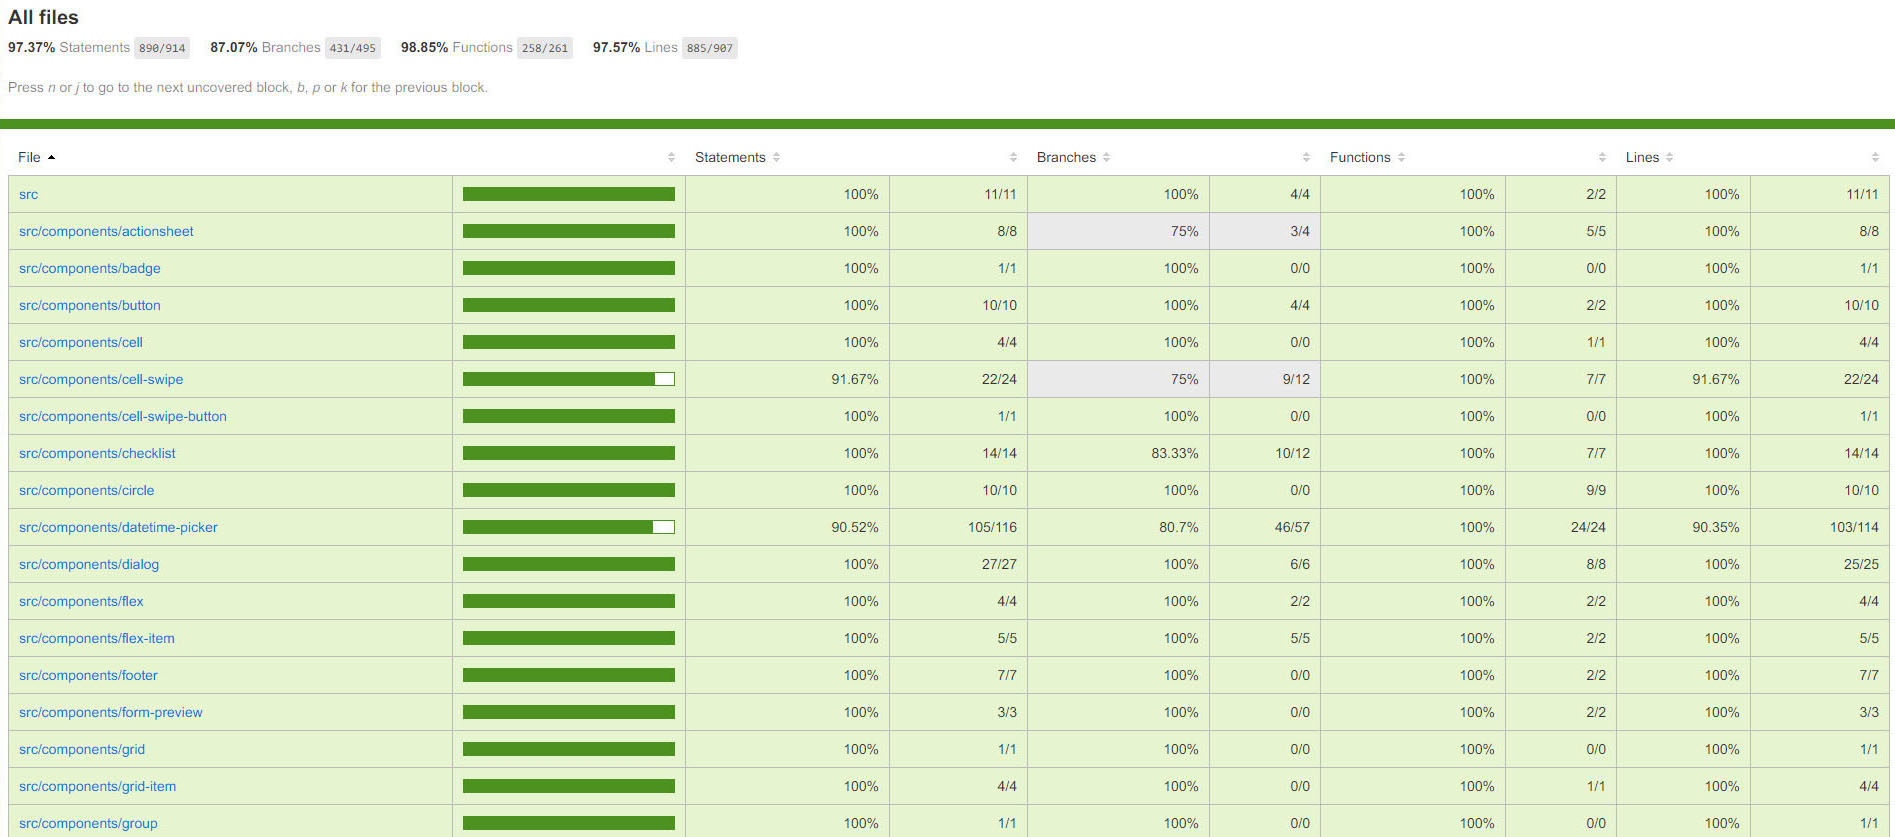 All files
97.37% Statements 890/914 87.07% Branches 431/495 98.85% Functions 258/261 97.57% Lines 885/907
Press n or j to go to the next uncovered block, b, p or k for the previous block.
File Statements Branches Functions Lines
src 100% 11/11 100% 4/4 100% 2/2 100% 11/11
src/components/actionsheet 100% 8/8 75% 3/4 100% 5/5 100% 8/8
src/components/badge 100% 1/1 100% 0/0 100% 0/0 100% 1/1
src/components/button 100% 10/10 100% 4/4 100% 2/2 100% 10/10
src/components/cell 100% 4/4 100% 0/0 100% 1/1 100% 4/4
src/components/cell-swipe 91.67% 22/24 75% 9/12 100% 7/7 91.67% 22/24
src/components/cell-swipe-button 100% 1/1 100% 0/0 100% 0/0 100% 1/1
src/components/checklist 100% 14/14 83.33% 10/12 100% 7/7 100% 14/14
src/components/circle 100% 10/10 100% 0/0 100% 9/9 100% 10/10
src/components/datetime-picker 90.52% 105/116 80.7% 46/57 100% 24/24 90.35% 103/114
src/components/dialog 100% 27/27 100% 6/6 100% 8/8 100% 25/25
src/components/flex 100% 4/4 100% 2/2 100% 2/2 100% 4/4
src/components/flex-item 100% 5/5 100% 5/5 100% 2/2 100% 5/5
src/components/footer 100% 7/7 100% 0/0 100% 2/2 100% 7/7
src/components/form-preview 100% 3/3 100% 0/0 100% 2/2 100% 3/3
src/components/grid 100% 1/1 100% 0/0 100% 0/0 100% 1/1
src/components/grid-item 100% 4/4 100% 0/0 100% 1/1 100% 4/4
src/components/group 100% 1/1 100% 0/0 100% 0/0 100% 1/1